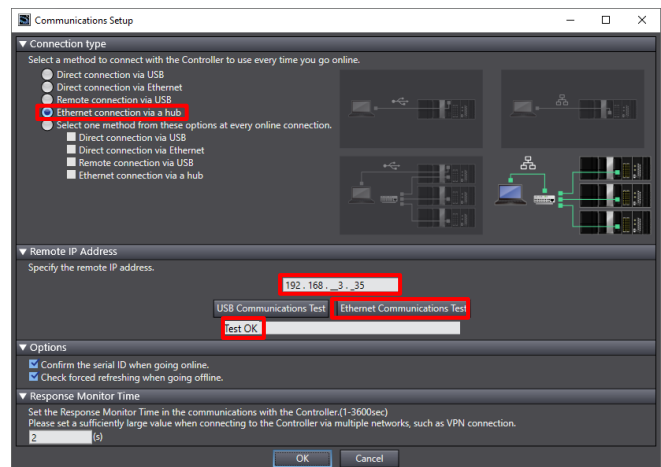 Communications Setup
▼ Connection type
Select a method to connect with the Controller to use every time you go online.
Direct connection via USB
Direct connection via Ethernet
Remote connection via USB
Ethernet connection via a hub
Select one method from these options at every online connection.
Direct connection via USB
Direct connection via Ethernet
Remote connection via USB
Ethernet connection via a hub
▼ Remote IP Address
Specify the remote IP address.
192 . 168 . __3 . _35
USB Communications Test Ethernet Communications Test
Test OK
▼ Options
Confirm the serial ID when going online.
Check forced refreshing when going offline.
▼ Response Monitor Time
Set the Response Monitor Time in the communications with the Controller.(1-3600sec)
Please set a sufficiently large value when connecting to the Controller via multiple networks, such as VPN connection.
2 (s)
OK Cancel